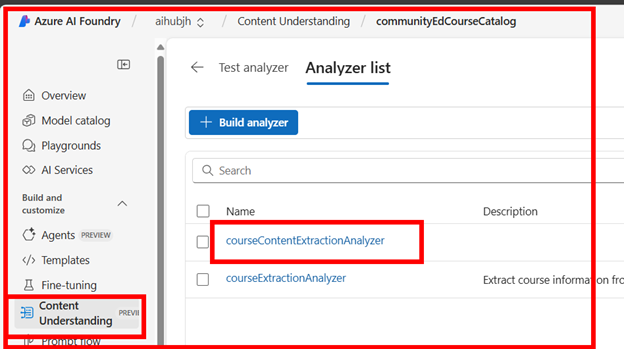 Azure AI Foundry / aihubjh / Content Understanding / communityEdCourseCatalog
Test analyzer Analyzer list
Overview
Model catalog
Playgrounds
AI Services
Build and
customize
Agents PREVIEW
Templates
Fine-tuning
Content
Understanding
Prompt flow
+ Build analyzer
Search
Name Description
courseContentExtractionAnalyzer
courseExtractionAnalyzer Extract course information